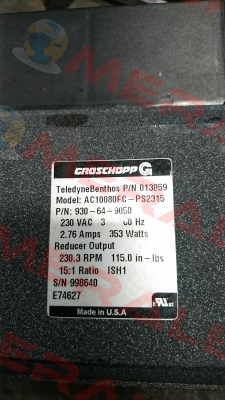 GROSCHOPP
TeledyneBenthos P/N 013059
Model: AC10080FC-PS2315
P/N: 930-64-9050
230 VAC 3 60 Hz
2.76 Amps 353 Watts
Reducer Output
230.3 RPM 115.0 in-lbs
15:1 Ratio ISH1
S/N 998640
E74627
Made in U.S.A